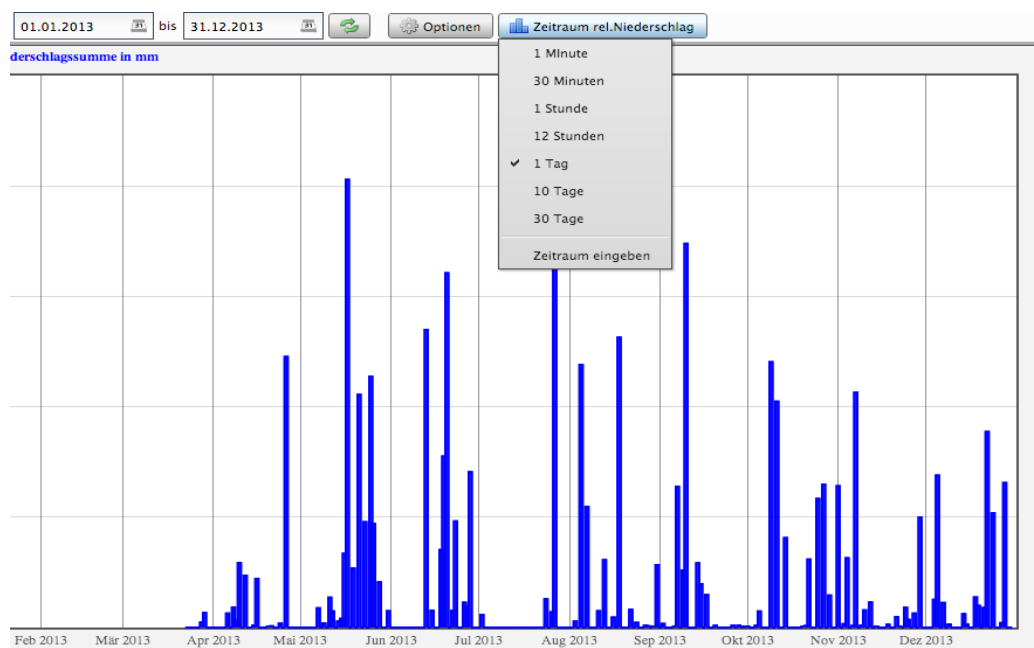 01.01.2013 31 bis 31.12.2013 31 Optionen Zeitraum rel.Niederschlag
derschlagssumme in mm
1 MInute
30 Minuten
1 Stunde
12 Stunden
1 Tag
10 Tage
30 Tage
Zeitraum eingeben
Feb 2013 Mär 2013 Apr 2013 Mai 2013 Jun 2013 Jul 2013 Aug 2013 Sep 2013 Okt 2013 Nov 2013 Dez 2013